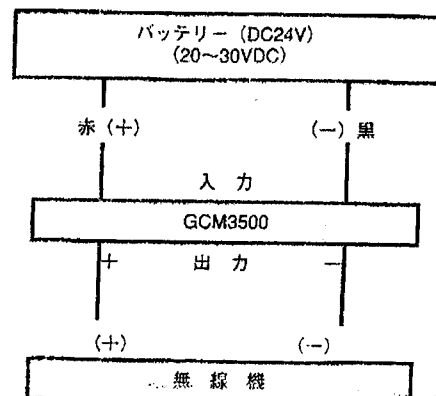 バッテリー (DC24V)
(20～30VDC)
赤 (+) (−) 黒
入 力
GCM3500
+ 出 力 −
(+) (−)
無 線 機